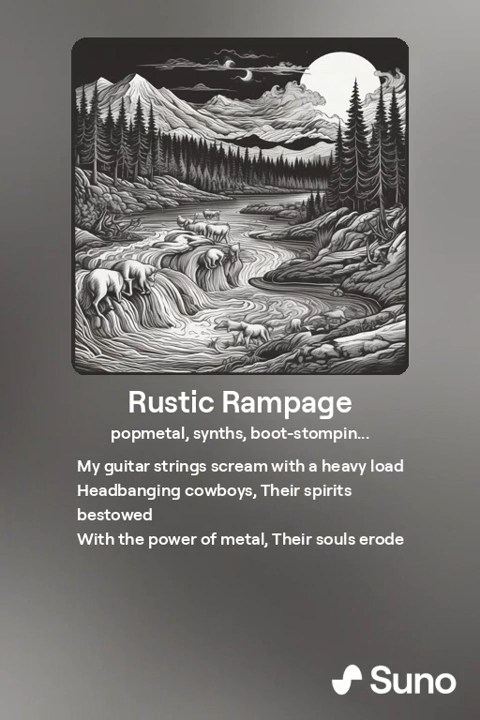 Rustic Rampage
popmetal, synths, boot-stompin...
My guitar strings scream with a heavy load
Headbanging cowboys, Their spirits
bestowed
With the power of metal, Their souls erode
Suno